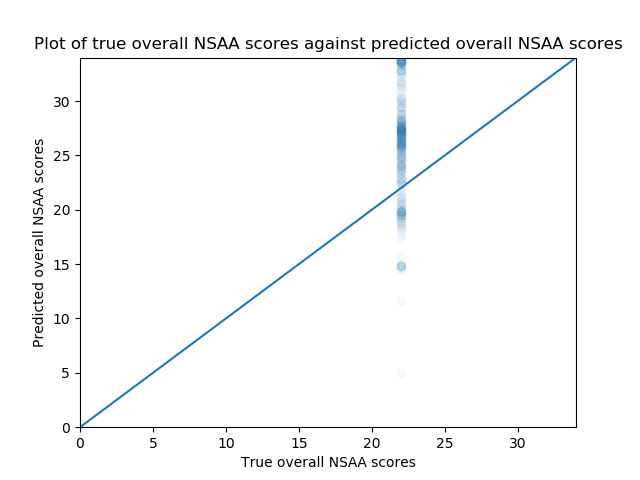 Plot of true overall NSAA scores against predicted overall NSAA scores
Predicted overall NSAA scores
30
25
20
15
10
5
0
0 5 10 15 20 25 30
True overall NSAA scores